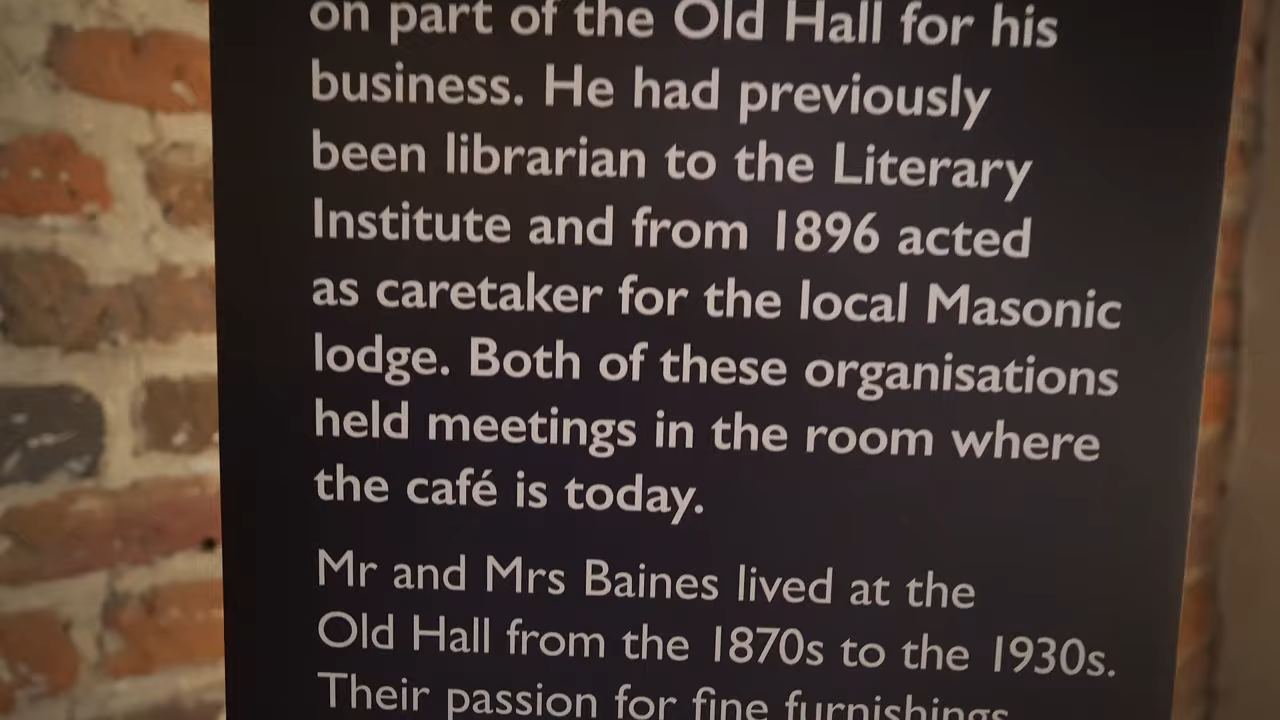 on part of the Old Hall for his
business. He had previously
been librarian to the Literary
Institute and from 1896 acted
as caretaker for the local Masonic
lodge. Both of these organisations
held meetings in the room where
the café is today.
Mr and Mrs Baines lived at the
Old Hall from the 1870s to the 1930s.
Their passion for fine furnishings